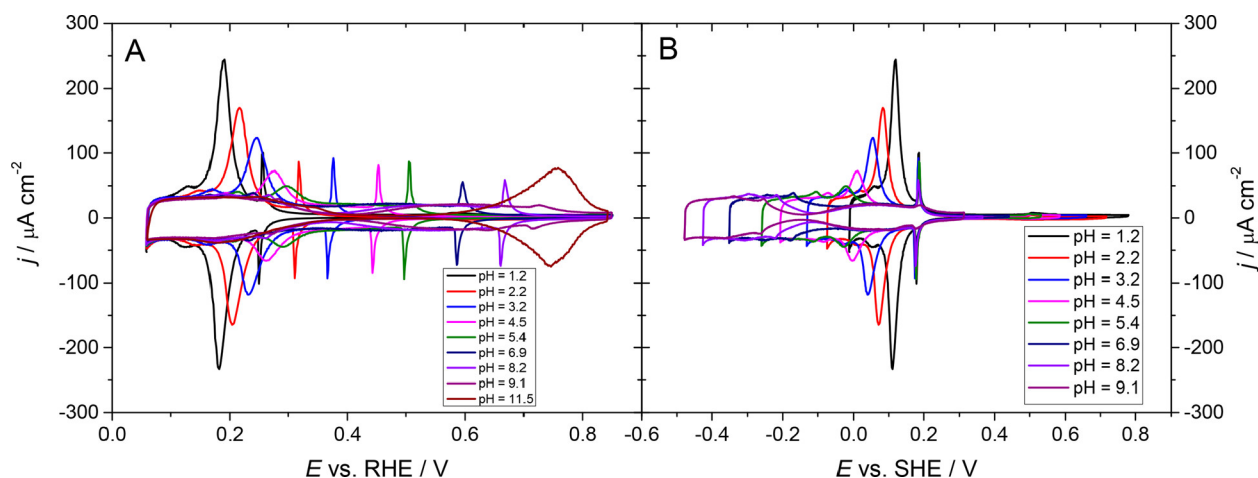 A
B
300
200
100
0
-100
-200
-300
j / µA cm-2
0.0
0.2
0.4
0.6
0.8
E vs. RHE / V
pH = 1.2
pH = 2.2
pH = 3.2
pH = 4.5
pH = 5.4
pH = 6.9
pH = 8.2
pH = 9.1
pH = 11.5
-0.6
-0.4
-0.2
0.0
0.2
0.4
0.6
0.8
E vs. SHE / V
pH = 1.2
pH = 2.2
pH = 3.2
pH = 4.5
pH = 5.4
pH = 6.9
pH = 8.2
pH = 9.1
300
200
100
0
-100
-200
-300
j / µA cm-2